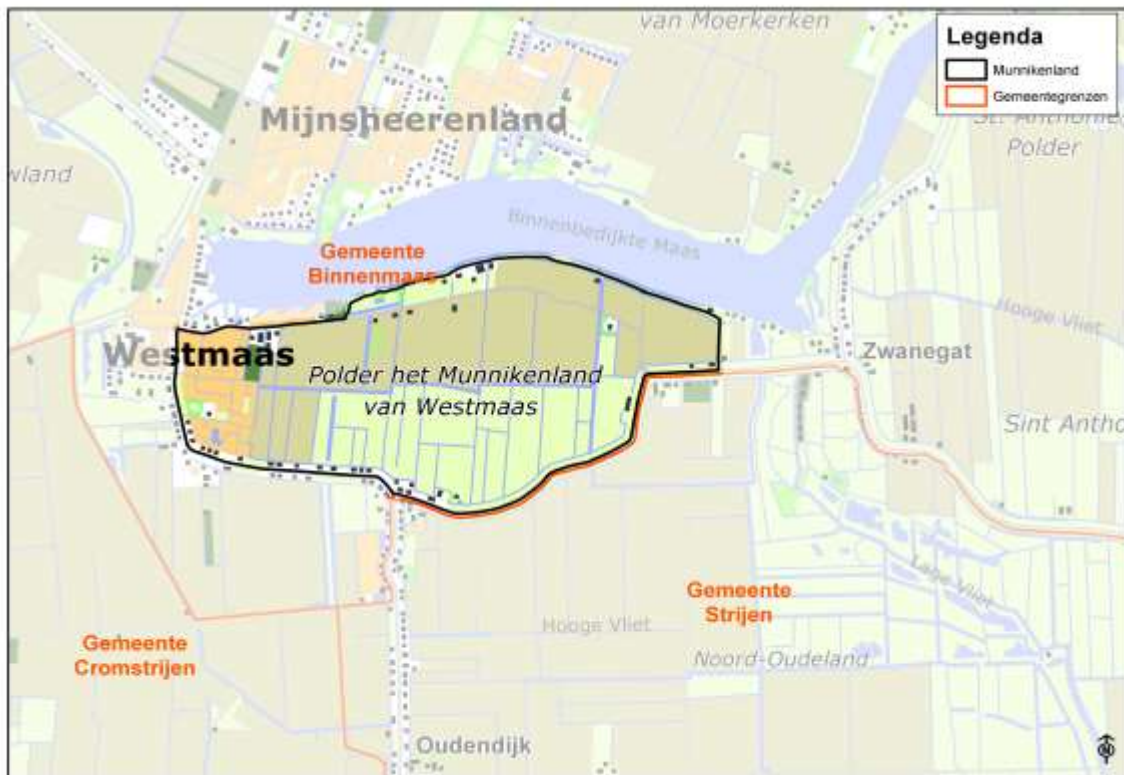 van Moerkerken
Legenda
Munnikenland
Gemeentegrenzen
Mijnsheerenland
St. Anthonie
Polder
wland
Binnenbedijkte Maas
Gemeente
Binnenmaas
Hooge Vliet
Westmaas
Zwanegat
Polder het Munnikenland
van Westmaas
Sint Antho
Lage Vliet
Gemeente
Strijen
Hooge Vliet
Gemeente
Cromstrijen
Noord-Oudeland
Oudendijk